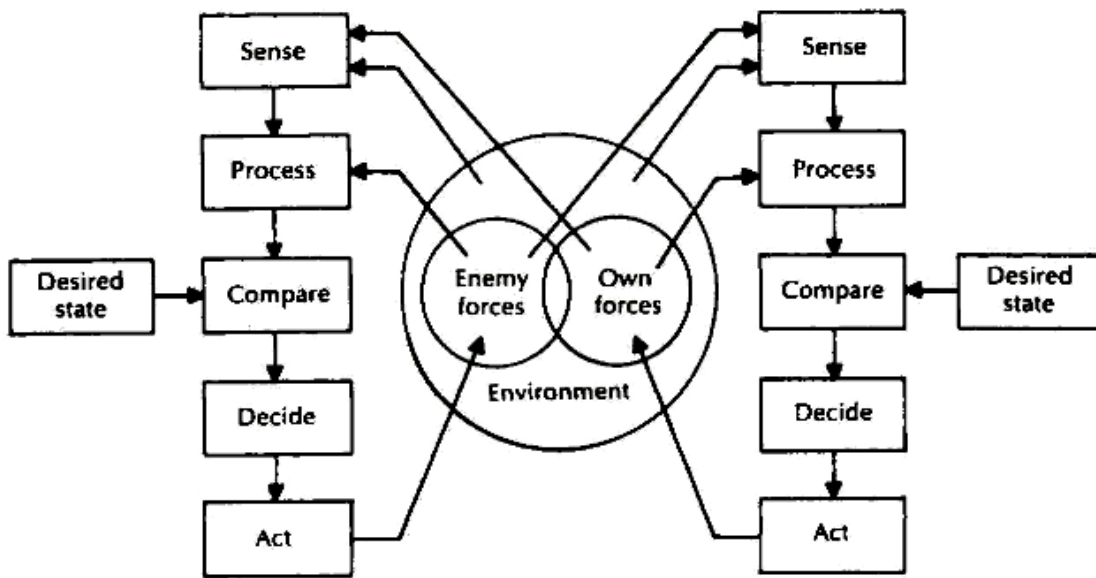 Sense
Process
Desired
state
Compare
Decide
Act
Enemy
forces
Own
forces
Environment
Sense
Process
Compare
Desired
state
Decide
Act